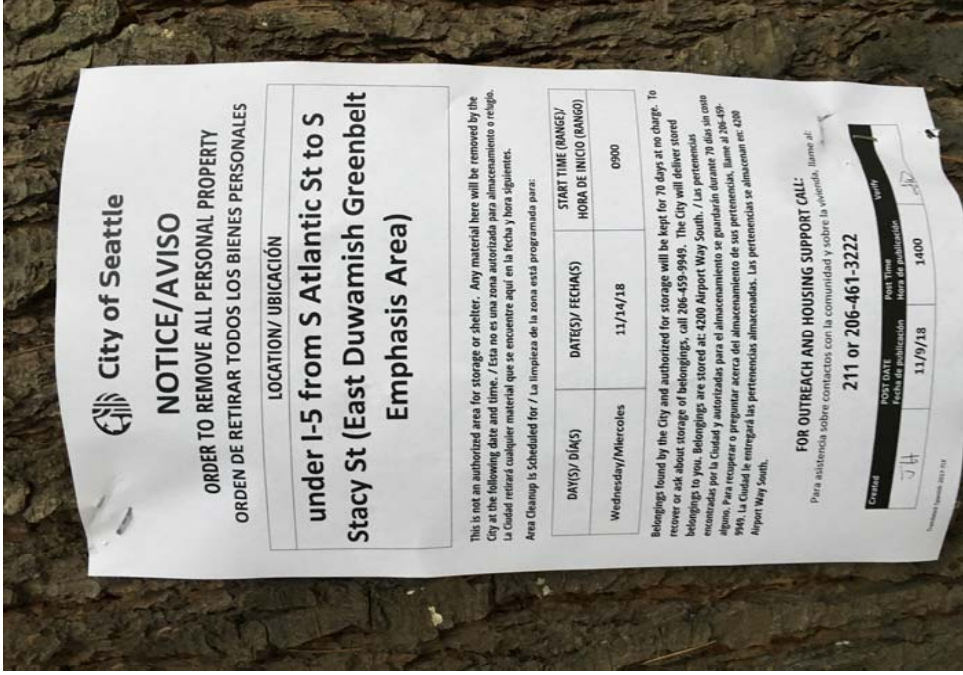 City of Seattle
NOTICE/AVISO
ORDER TO REMOVE ALL PERSONAL PROPERTY
ORDEN DE RETIRAR TODOS LOS BIENES PERSONALES
LOCATION/ UBICACIÓN
under I-5 from S Atlantic St to S
Stacy St (East Duwamish Greenbelt
Emphasis Area)
This is not an authorized area for storage or shelter. Any material here will be removed by the
City at the following date and time. / Esta no es una zona autorizada para almacenamiento o refugio.
La Ciudad retirará cualquier material que se encuentre aquí en la fecha y hora siguientes.
Area Cleanup Is Scheduled for / La limpieza de la zona está programada para:
DAY(S)/ DÍA(S) DATE(S)/ FECHA(S) START TIME (RANGE)/
HORA DE INICIO (RANGO)
Wednesday/Miercoles 11/14/18 0900
Belongings found by the City and authorized for storage will be kept for 70 days at no charge. To
recover or ask about storage of belongings, call 206-459-9949. The City will deliver stored
belongings to you. Belongings are stored at: 4200 Airport Way South. / Las pertenencias
encontradas por la Ciudad y autorizadas para el almacenamiento se guardarán durante 70 días sin costo
alguno. Para recuperar o preguntar acerca del almacenamiento de sus pertenencias, llame al 206-459-
9949. La Ciudad le entregará las pertenencias almacenadas. Las pertenencias se almacenan en: 4200
Airport Way South.
FOR OUTREACH AND HOUSING SUPPORT CALL:
Para asistencia sobre contactos con la comunidad y sobre la vivienda, llame al:
211 or 206-461-3222
Created POST DATE Post Time Verify
Fecha de publicación Hora de publicación
JH 11/9/18 1400